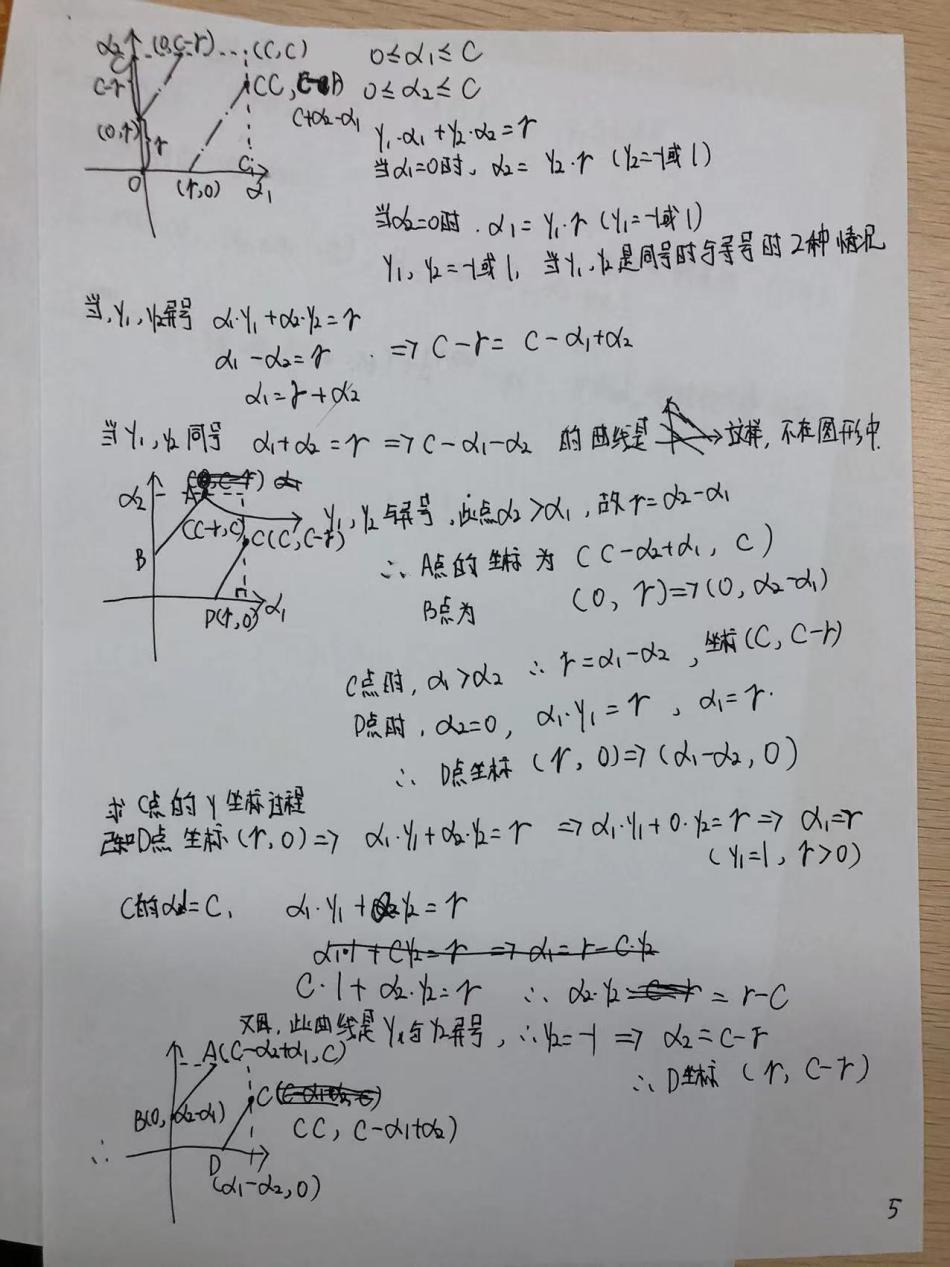 α₂ (0,C-r) (C,C) 0≤α₁≤C
C
C-r (C, C+α₂-α₁ 0≤α₂≤C
(0,r) r
O (r,0) C α₁
y₁·α₁+y₂·α₂=r
当α₁=0时, α₂= y₂·r (y₂=-1或1)
当α₂=0时. α₁=y₁·r (y₁=-1或1)
y₁, y₂=-1或1, 当y₁,y₂是同号时与异号时2种情况
当,y₁,y₂异号 α₁·y₁+α₂·y₂=r
α₁-α₂=r . => C-r= C-α₁+α₂
α₁=r+α₂
当y₁,y₂同号 α₁+α₂=r => C-α₁-α₂ 的曲线是 这样, 不在图形中.
α₂ A y₁, y₂与异号, 此点α₂>α₁, 故r=α₂-α₁
(C-r,C) C(C,C-r)
B ∴ A点的坐标为 (C-α₂+α₁, C)
D(r,0) α₁ B点为 (0, r)=>(0, α₂-α₁)
C点时, α₁>α₂ ∴ r=α₁-α₂, 坐标(C, C-r)
D点时, α₂=0, α₁·y₁=r, α₁=r.
∴ D点坐标 (r, 0)=>(α₁-α₂, 0)
求C点的Y坐标过程
已知D点坐标(r,0)=> α₁·y₁+α₂·y₂=r => α₁·y₁+0·y₂=r=> α₁=r
(y₁=1, r>0)
C的α₁=C, α₁·y₁+α₂y₂=r
α₁·1+Cy₂=r => α₁=r-C·y₂
C·1+α₂·y₂=r ∴ α₂·y₂=r-C
又因, 此曲线是y₁与y₂异号, ∴y₂=-1 => α₂=C-r
∴D坐标 (r, C-r)
A(C-α₂+α₁,C)
B(0,α₂-α₁) C
(C, C-α₁+α₂)
∴ D
(α₁-α₂,0)
5